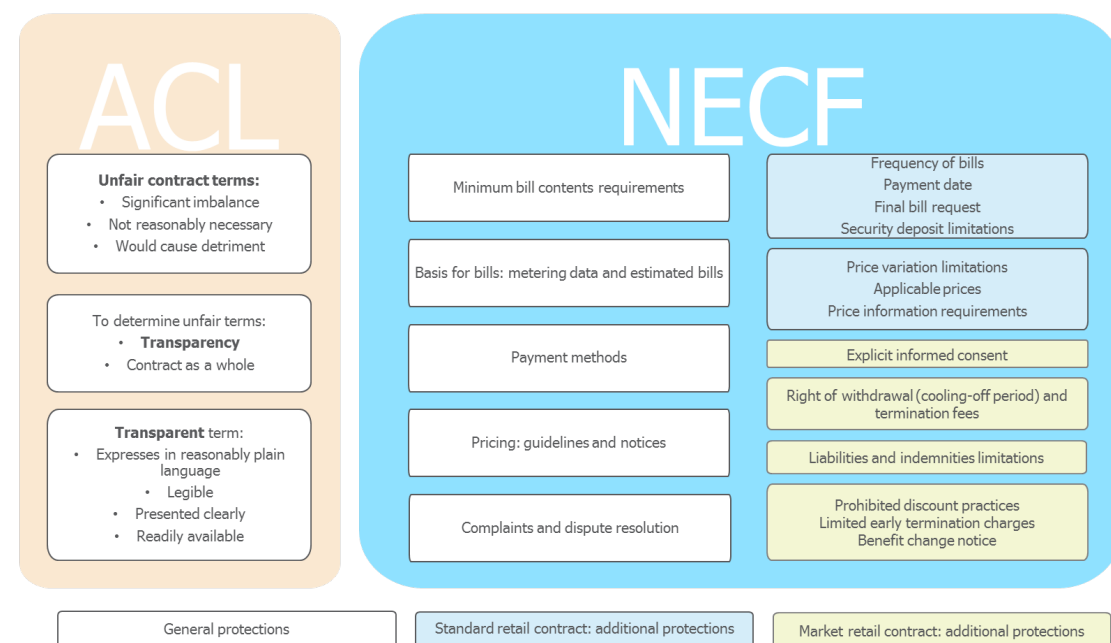 ACL
Unfair contract terms:
• Significant imbalance
• Not reasonably necessary
• Would cause detriment
To determine unfair terms:
• Transparency
• Contract as a whole
Transparent term:
• Expresses in reasonably plain
language
• Legible
• Presented clearly
• Readily available
NECF
Minimum bill contents requirements
Basis for bills: metering data and estimated bills
Payment methods
Pricing: guidelines and notices
Complaints and dispute resolution
Frequency of bills
Payment date
Final bill request
Security deposit limitations
Price variation limitations
Applicable prices
Price information requirements
Explicit informed consent
Right of withdrawal (cooling-off period) and
termination fees
Liabilities and indemnities limitations
Prohibited discount practices
Limited early termination charges
Benefit change notice
General protections
Standard retail contract: additional protections
Market retail contract: additional protections